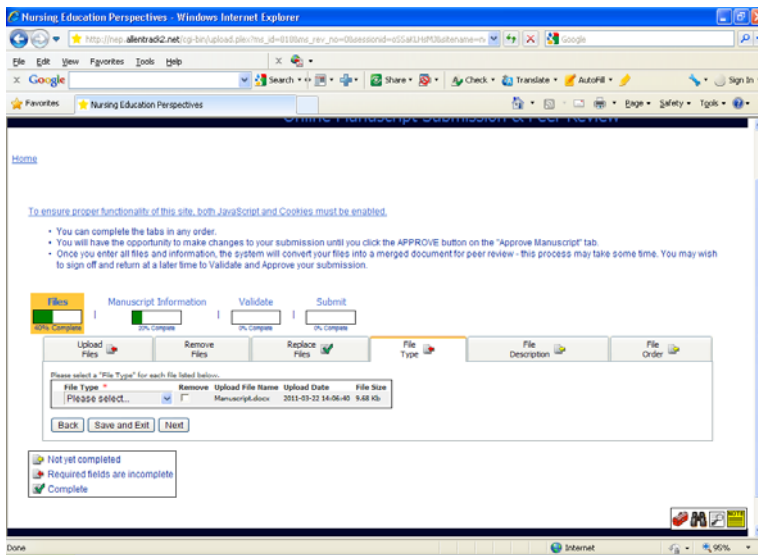 Nursing Education Perspectives - Windows Internet Explorer
Google
File Edit View Favorites Tools Help
Google Search Share Check Translate AutoFill Sign In
Favorites Nursing Education Perspectives Page Safety Tools
Online Manuscript Submission & Peer Review
Home
To ensure proper functionality of this site, both JavaScript and Cookies must be enabled.
• You can complete the tabs in any order.
• You will have the opportunity to make changes to your submission until you click the APPROVE button on the "Approve Manuscript" tab.
• Once you enter all files and information, the system will convert your files into a merged document for peer review - this process may take some time. You may wish
to sign off and return at a later time to Validate and Approve your submission.
Files Manuscript Information Validate Submit
40% Complete 20% Complete 0% Complete 0% Complete
Upload Files Remove Files Replace Files File Type File Description File Order
Please select a "File Type" for each file listed below.
File Type * Remove Upload File Name Upload Date File Size
Please select... Manuscript.docx 2011-03-22 14:06:40 9.68 Kb
Back Save and Exit Next
Not yet completed
Required fields are incomplete
Complete
NOTE
Done Internet 95%